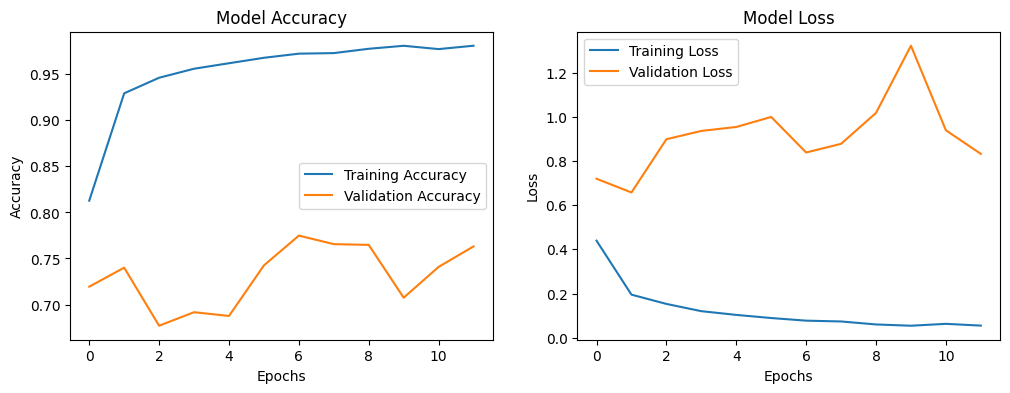 Model Accuracy
Accuracy
0.95
0.90
0.85
0.80
0.75
0.70
Training Accuracy
Validation Accuracy
0 2 4 6 8 10
Epochs
Model Loss
Loss
1.2
1.0
0.8
0.6
0.4
0.2
0.0
Training Loss
Validation Loss
0 2 4 6 8 10
Epochs